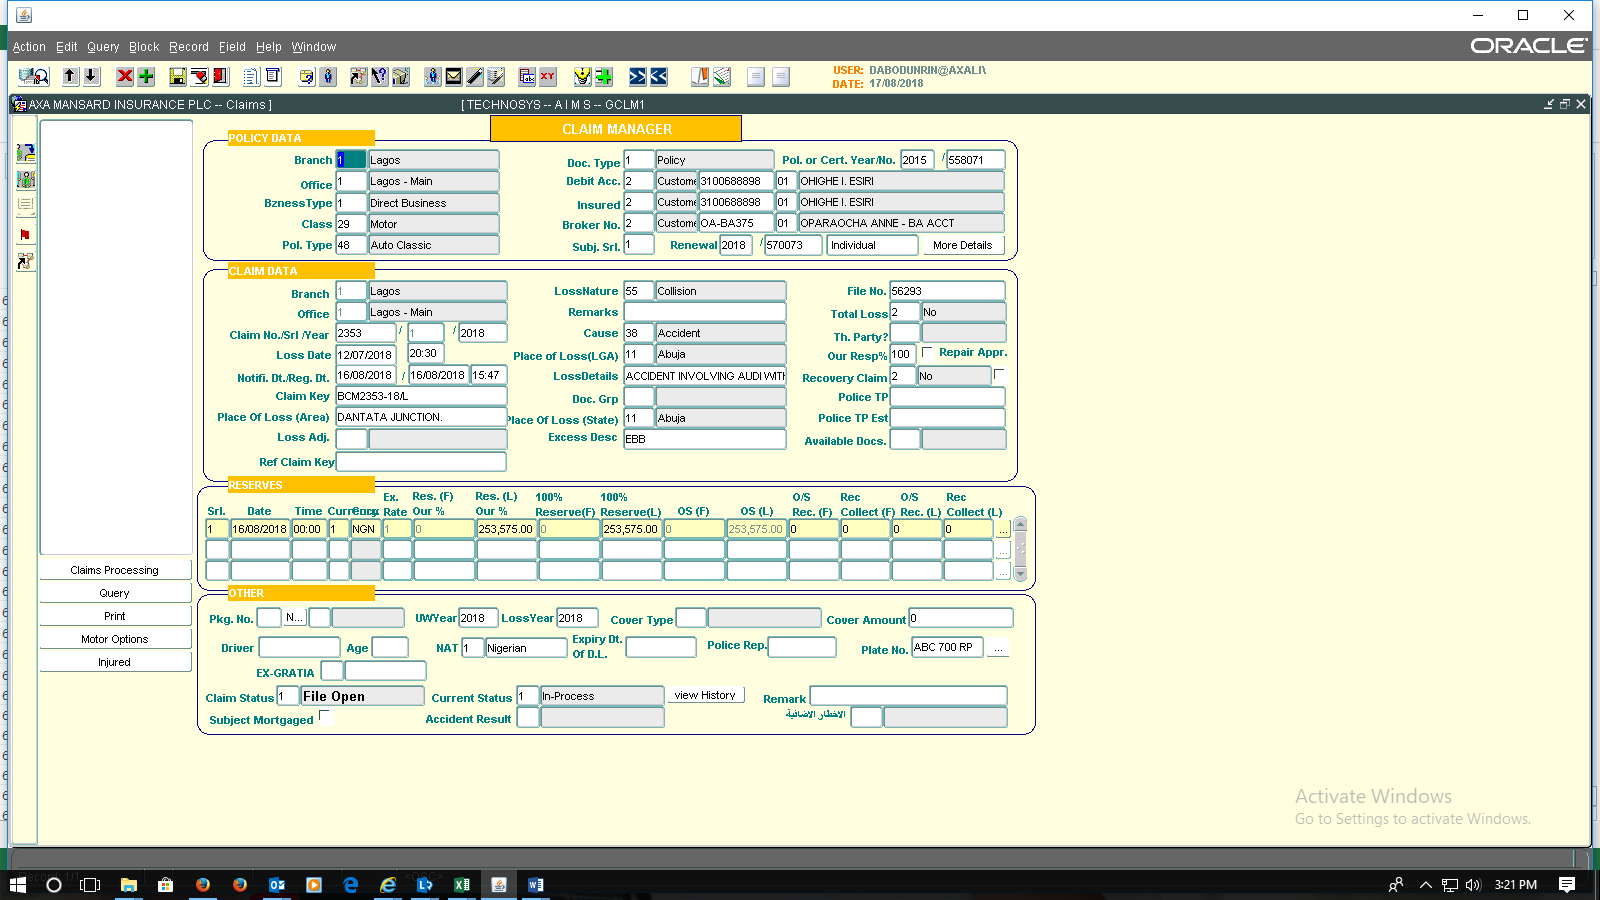 Action Edit Query Block Record Field Help Window
ORACLE
USER: DABODUNRIN@AXALI\
DATE: 17/08/2018
AXA MANSARD INSURANCE PLC -- Claims ]
[ TECHNOSYS -- A I M S -- GCLM1
CLAIM MANAGER
POLICY DATA
Branch 1 Lagos Doc. Type 1 Policy Pol. or Cert. Year/No. 2015 / 558071
Office 1 Lagos - Main Debit Acc. 2 Custome 3100688898 01 OHIGHE I. ESIRI
BznessType 1 Direct Business Insured 2 Custome 3100688898 01 OHIGHE I. ESIRI
Class 29 Motor Broker No. 2 Custome OA-BA375 01 OPARAOCHA ANNE - BA ACCT
Pol. Type 48 Auto Classic Subj. Srl. 1 Renewal 2018 / 570073 Individual More Details
CLAIM DATA
Branch 1 Lagos LossNature 55 Collision File No. 56293
Office 1 Lagos - Main Remarks Total Loss 2 No
Claim No./Srl /Year 2353 / 1 / 2018 Cause 38 Accident Th. Party?
Loss Date 12/07/2018 20:30 Place of Loss(LGA) 11 Abuja Our Resp% 100 Repair Appr.
Notifi. Dt./Reg. Dt. 16/08/2018 / 16/08/2018 15:47 LossDetails ACCIDENT INVOLVING AUDI WITH Recovery Claim 2 No
Claim Key BCM2353-18/L Doc. Grp Police TP
Place Of Loss (Area) DANTATA JUNCTION. Place Of Loss (State) 11 Abuja Police TP Est
Loss Adj. Excess Desc EBB Available Docs.
Ref Claim Key
RESERVES
Ex. Res. (F) Res. (L) 100% 100% O/S Rec O/S Rec
Srl. Date Time Currency Rate Our % Our % Reserve(F) Reserve(L) OS (F) OS (L) Rec. (F) Collect (F) Rec. (L) Collect (L)
1 16/08/2018 00:00 1 NGN 1 0 253,575.00 0 253,575.00 0 253,575.00 0 0 0 0 ...
...
...
Claims Processing
Query
Print
Motor Options
Injured
OTHER
Pkg. No. N... UWYear 2018 LossYear 2018 Cover Type Cover Amount 0
Driver Age NAT 1 Nigerian Expiry Dt. Of D.L. Police Rep. Plate No. ABC 700 RP ...
EX-GRATIA
Claim Status 1 File Open Current Status 1 In-Process view History Remark
Subject Mortgaged Accident Result الاخطار الاضافية
Activate Windows
Go to Settings to activate Windows.
3:21 PM